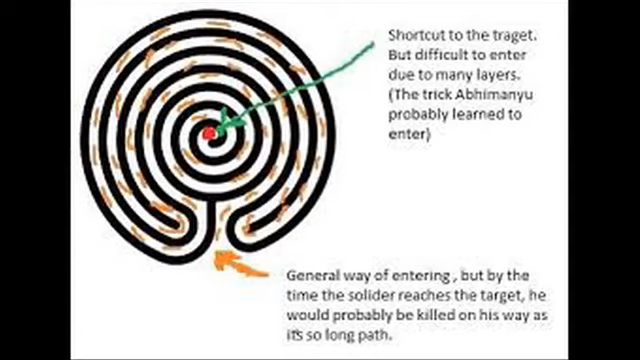 Shortcut to the traget.
But difficult to enter
due to many layers.
(The trick Abhimanyu
probably learned to
enter)
General way of entering , but by the
time the solider reaches the target, he
would probably be killed on his way as
it's so long path.